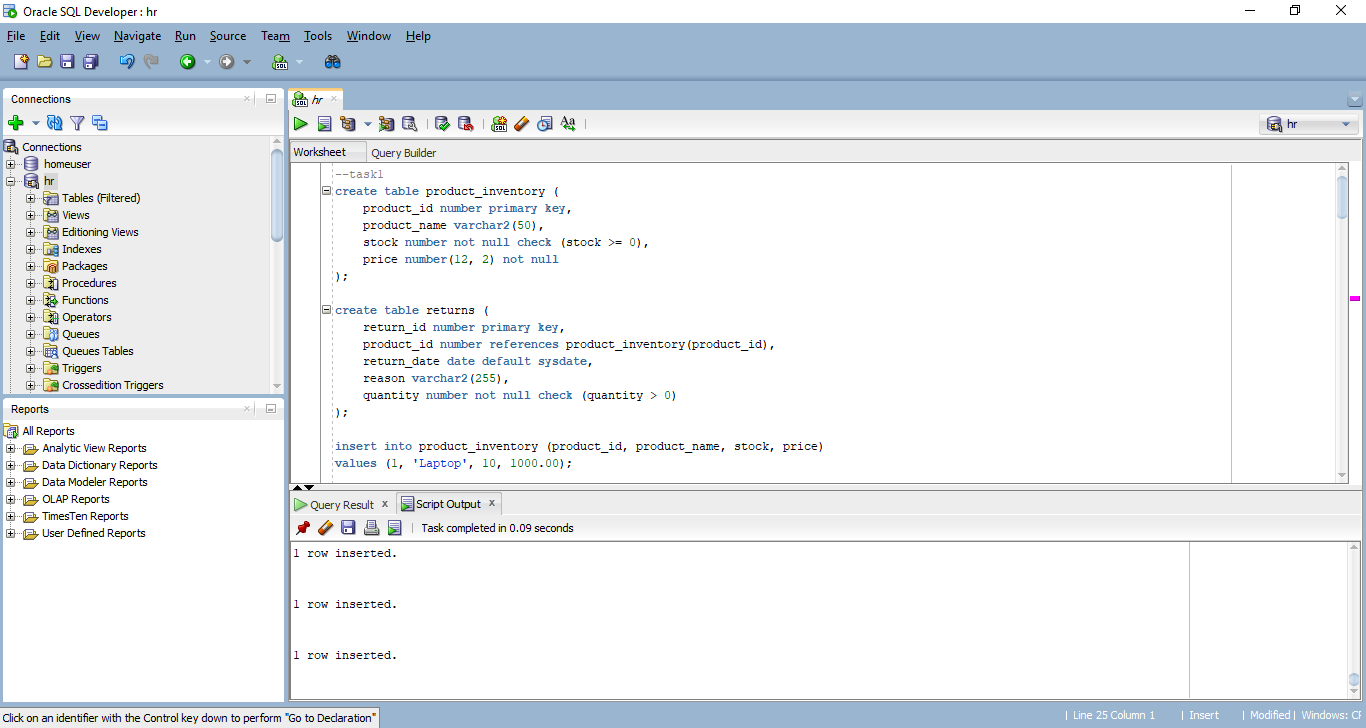 Oracle SQL Developer : hr
File Edit View Navigate Run Source Team Tools Window Help
Connections
Connections
homeuser
hr
Tables (Filtered)
Views
Editioning Views
Indexes
Packages
Procedures
Functions
Operators
Queues
Queues Tables
Triggers
Crossedition Triggers
Reports
All Reports
Analytic View Reports
Data Dictionary Reports
Data Modeler Reports
OLAP Reports
TimesTen Reports
User Defined Reports
hr
hr
Worksheet Query Builder
--task1
create table product_inventory (
product_id number primary key,
product_name varchar2(50),
stock number not null check (stock >= 0),
price number(12, 2) not null
);
create table returns (
return_id number primary key,
product_id number references product_inventory(product_id),
return_date date default sysdate,
reason varchar2(255),
quantity number not null check (quantity > 0)
);
insert into product_inventory (product_id, product_name, stock, price)
values (1, 'Laptop', 10, 1000.00);
Query Result x Script Output x
Task completed in 0.09 seconds
1 row inserted.
1 row inserted.
1 row inserted.
Click on an identifier with the Control key down to perform "Go to Declaration"
| Line 25 Column 1 | Insert | Modified | Windows: CF